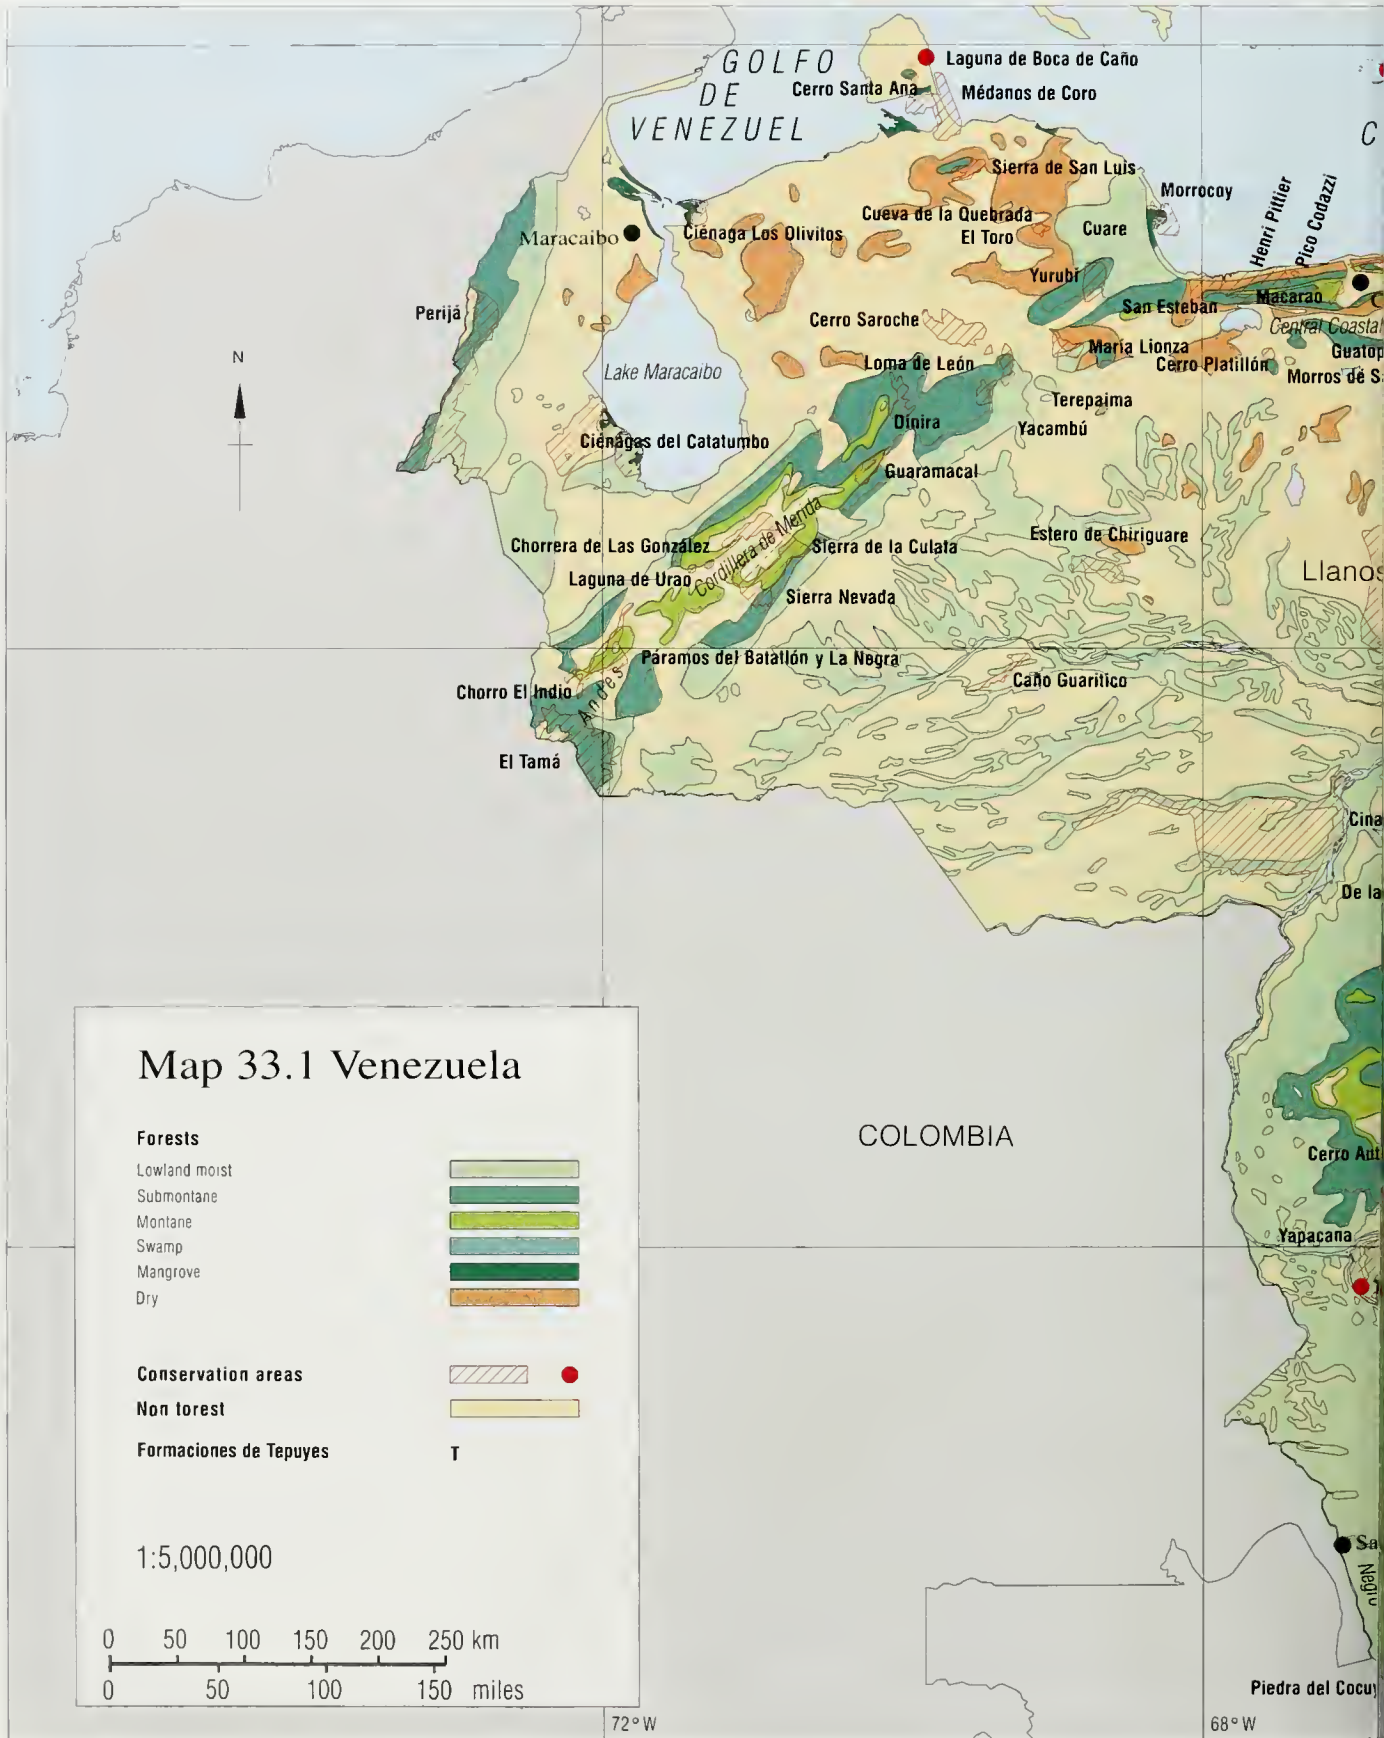 GOLFO
DE
VENEZUEL
Laguna de Boca de Caño
Cerro Santa Ana
Médanos de Coro
C
Sierra de San Luis
Morrocoy
Henri Pittier
Pico Codazzi
Cueva de la Quebrada
El Toro
Cuare
Maracaibo
Ciénaga Los Olivitos
Yurubí
San Esteban
Macarao
C
Central Coastal
Perijá
Cerro Saroche
María Lionza
Cerro Platillón
Guatop
Morros de S
N
Lake Maracaibo
Loma de León
Terepaima
Dinira
Yacambú
Ciénagas del Catatumbo
Guaramacal
Cordillera de Merida
Chorrera de Las González
Sierra de la Culata
Estero de Chiriguare
Llanos
Laguna de Urao
Sierra Nevada
Páramos del Batallón y La Negra
Caño Guaritico
Chorro El Indio
Andes
El Tamá
Cina
De la
COLOMBIA
Cerro Aut
Yapacana
Sa
Negro
Piedra del Cocuy
Map 33.1 Venezuela
Forests
Lowland moist
Submontane
Montane
Swamp
Mangrove
Dry
Conservation areas
Non forest
Formaciones de Tepuyes T
1:5,000,000
0 50 100 150 200 250 km
0 50 100 150 miles
72°W
68°W